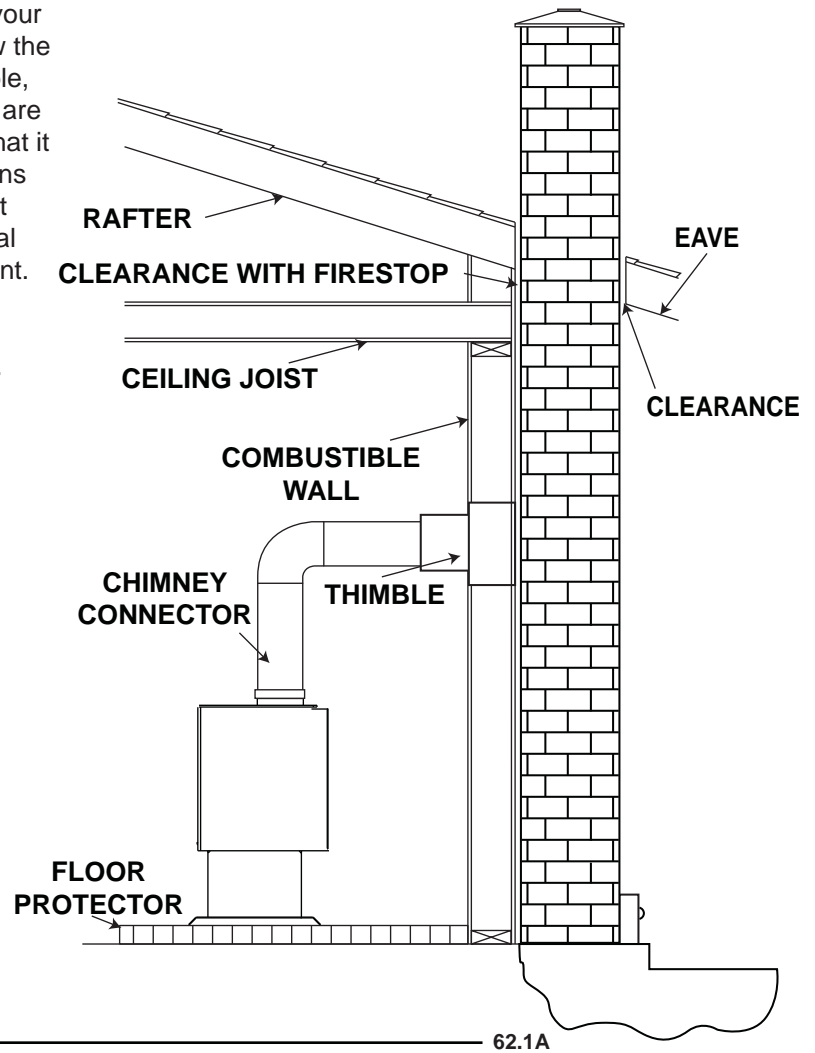 your
w the
ole,
are
hat it
ns
t
al
nt.
RAFTER
EAVE
CLEARANCE WITH FIRESTOP
CEILING JOIST
CLEARANCE
COMBUSTIBLE
WALL
CHIMNEY
CONNECTOR
THIMBLE
FLOOR
PROTECTOR
62.1A